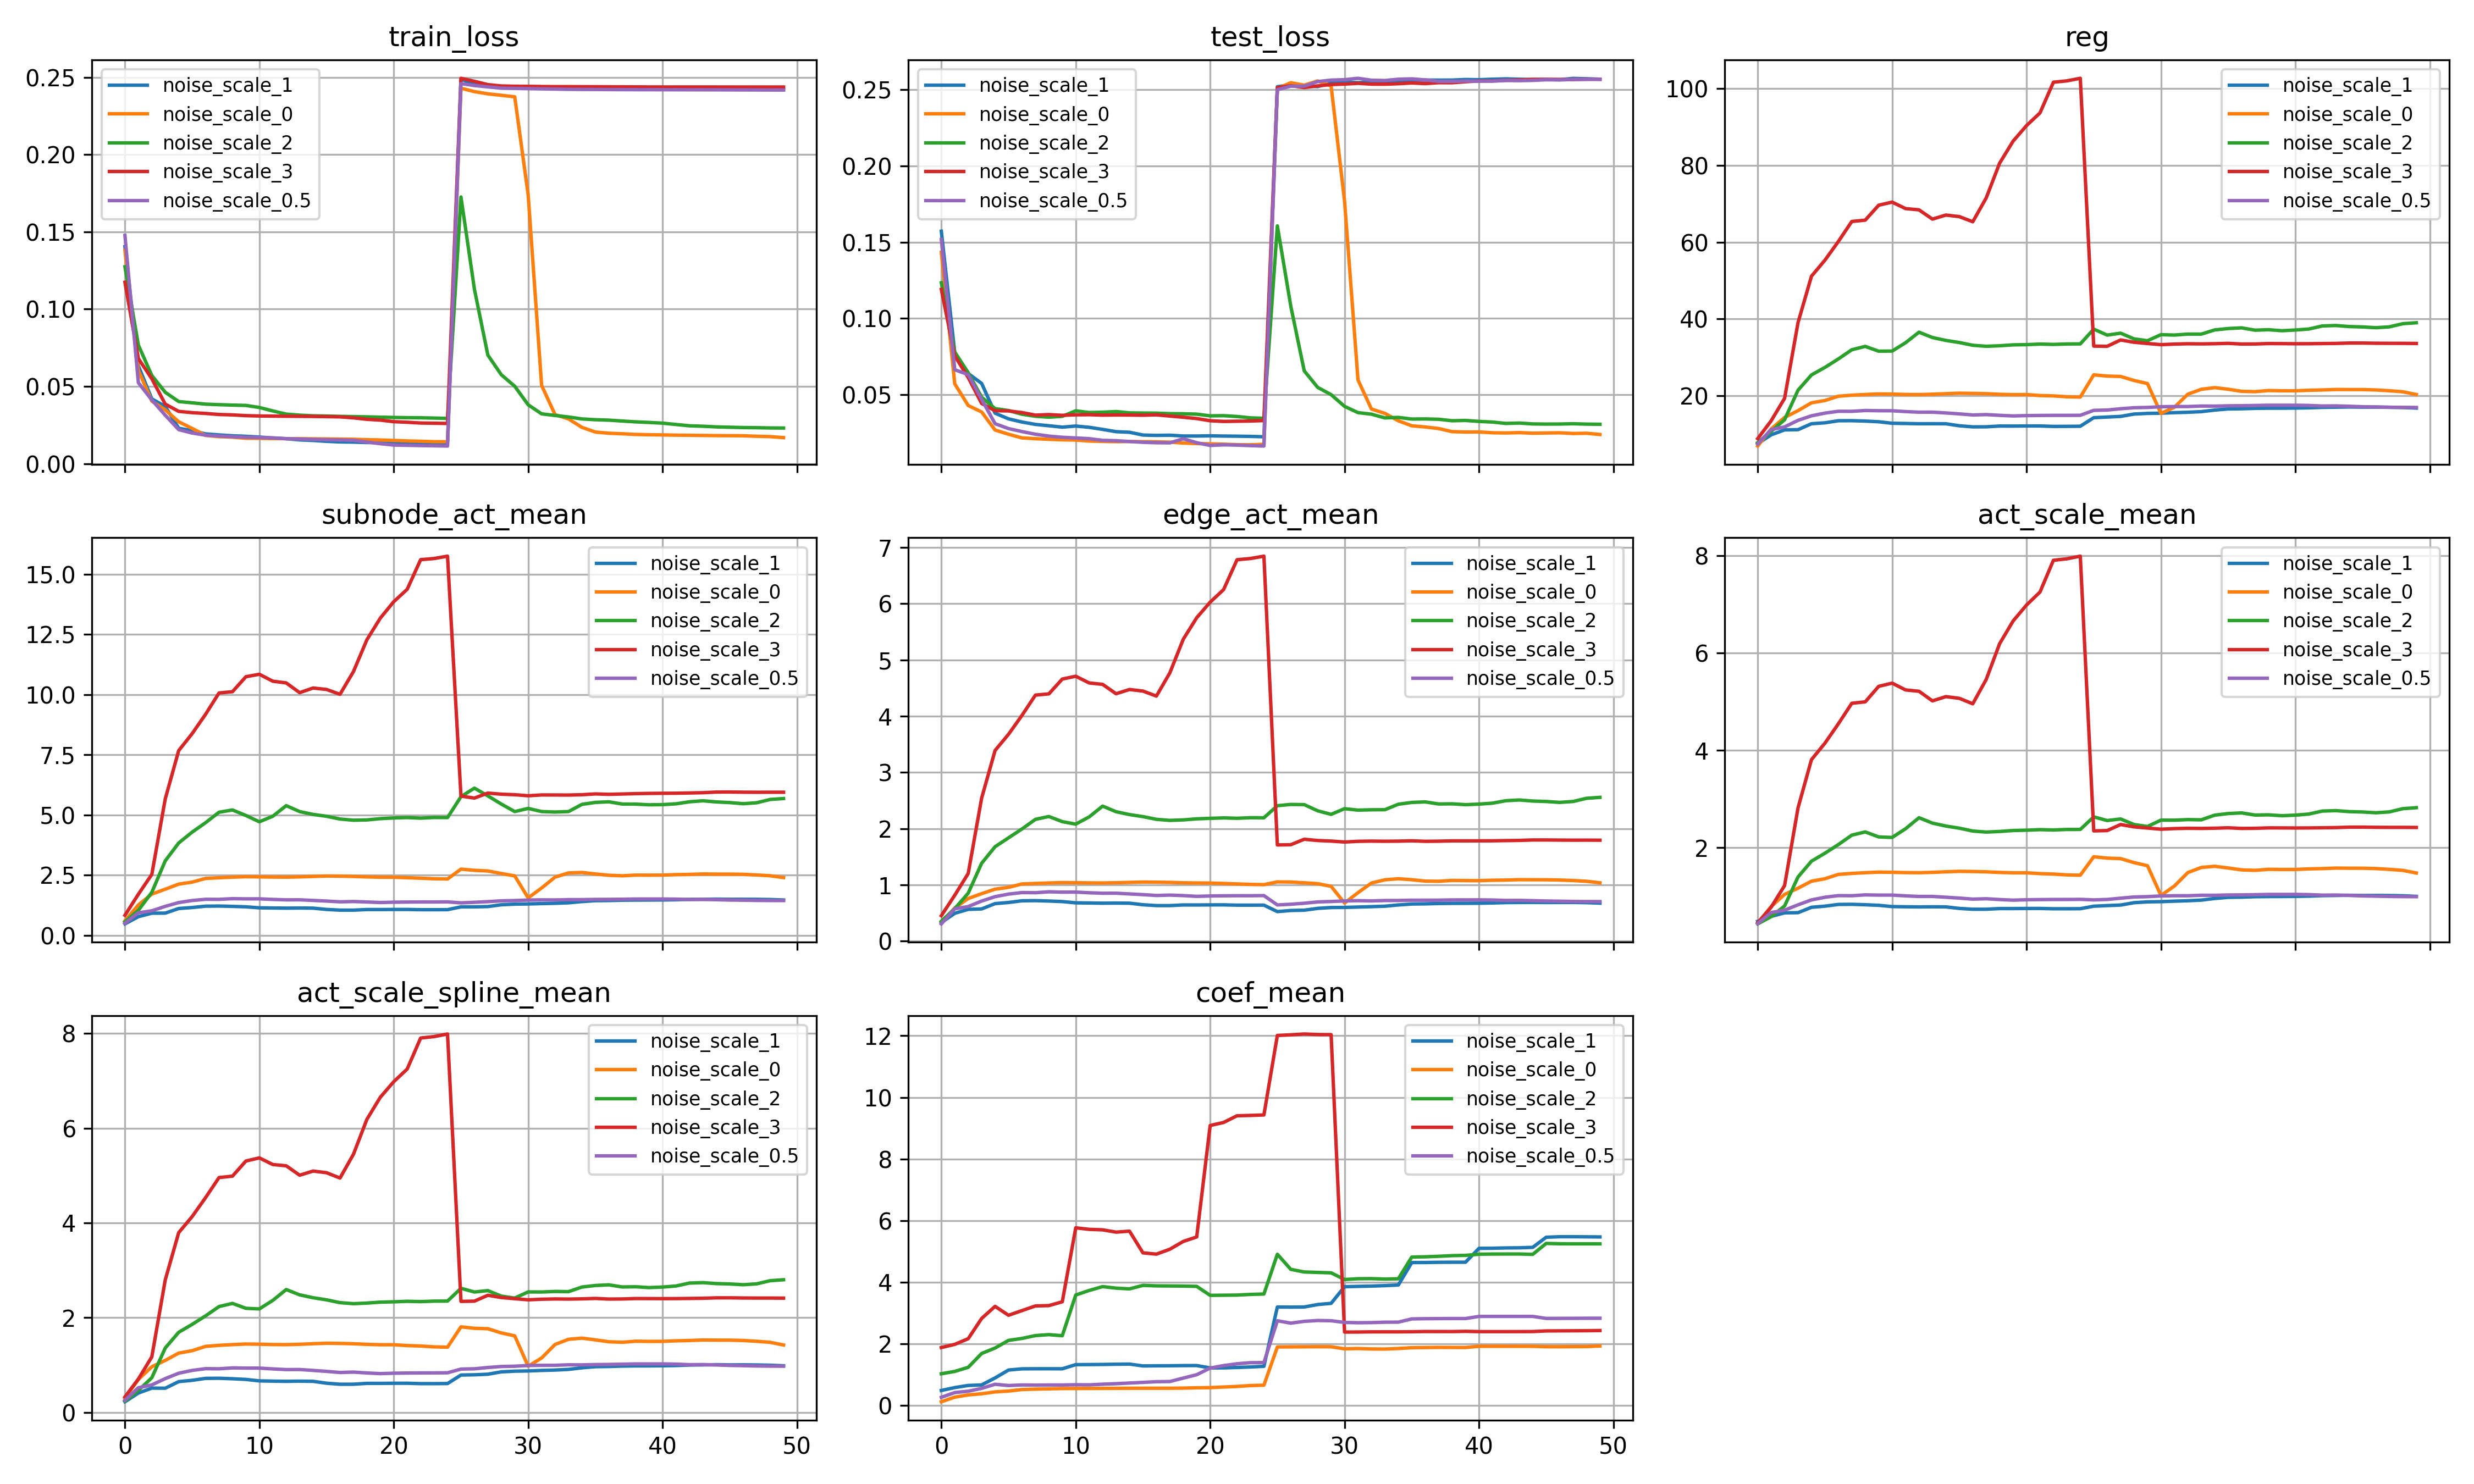 train_loss
0.25
0.20
0.15
0.10
0.05
0.00
noise_scale_1
noise_scale_0
noise_scale_2
noise_scale_3
noise_scale_0.5
test_loss
0.25
0.20
0.15
0.10
0.05
noise_scale_1
noise_scale_0
noise_scale_2
noise_scale_3
noise_scale_0.5
reg
100
80
60
40
20
noise_scale_1
noise_scale_0
noise_scale_2
noise_scale_3
noise_scale_0.5
subnode_act_mean
15.0
12.5
10.0
7.5
5.0
2.5
0.0
noise_scale_1
noise_scale_0
noise_scale_2
noise_scale_3
noise_scale_0.5
edge_act_mean
7
6
5
4
3
2
1
0
noise_scale_1
noise_scale_0
noise_scale_2
noise_scale_3
noise_scale_0.5
act_scale_mean
8
6
4
2
noise_scale_1
noise_scale_0
noise_scale_2
noise_scale_3
noise_scale_0.5
act_scale_spline_mean
8
6
4
2
0
noise_scale_1
noise_scale_0
noise_scale_2
noise_scale_3
noise_scale_0.5
0 10 20 30 40 50
coef_mean
12
10
8
6
4
2
0
noise_scale_1
noise_scale_0
noise_scale_2
noise_scale_3
noise_scale_0.5
0 10 20 30 40 50